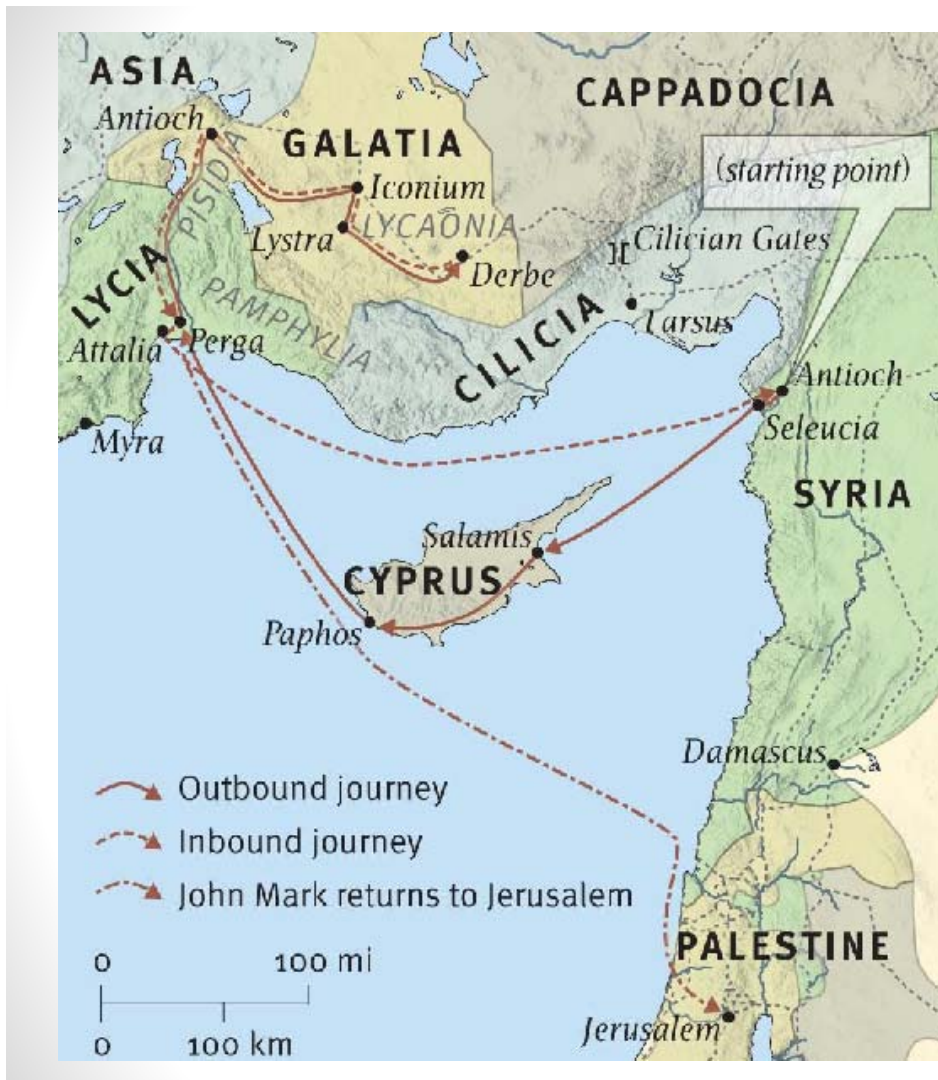 ASIA
CAPPADOCIA
Antioch
GALATIA
(starting point)
PISIDIA
Iconium
LYCAONIA
Lystra
Cilician Gates
Derbe
LYCIA
PAMPHYLIA
CILICIA
Tarsus
Attalia
Perga
Antioch
Myra
Seleucia
SYRIA
Salamis
CYPRUS
Paphos
Damascus
Outbound journey
Inbound journey
John Mark returns to Jerusalem
PALESTINE
0 100 mi
Jerusalem
0 100 km